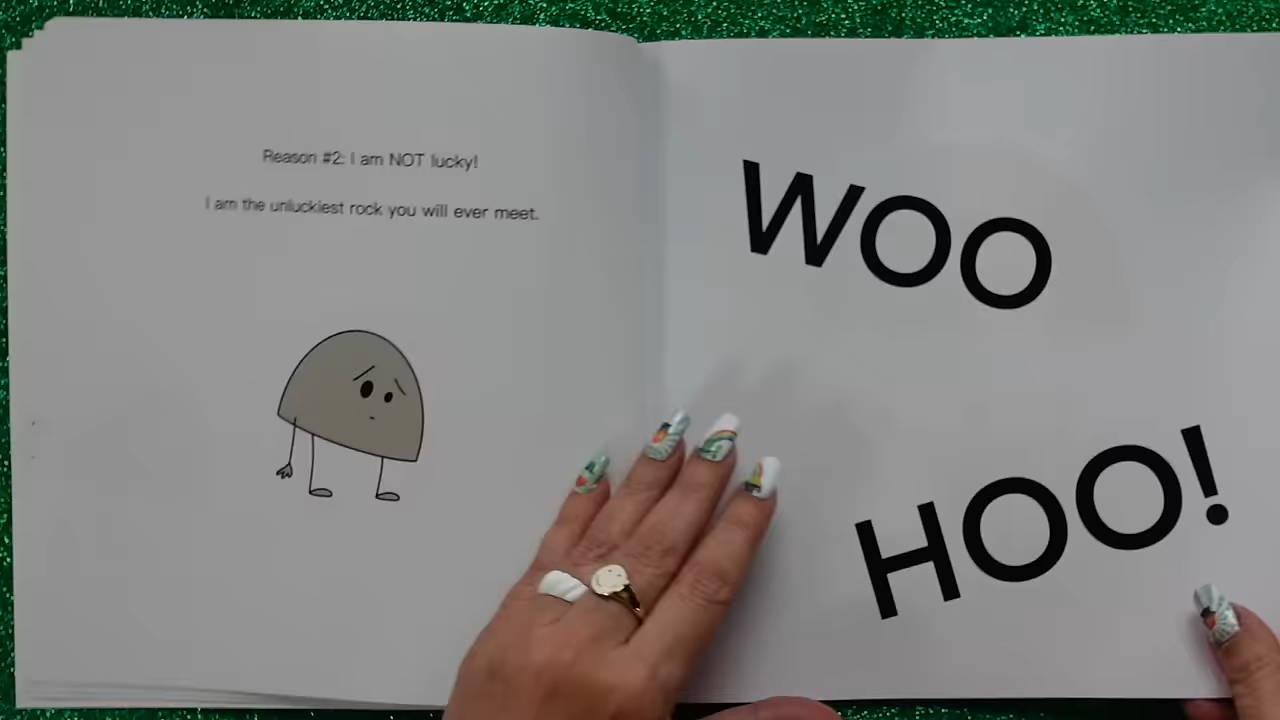 Reason #2: I am NOT lucky!
I am the unluckiest rock you will ever meet.
WOO
HOO!